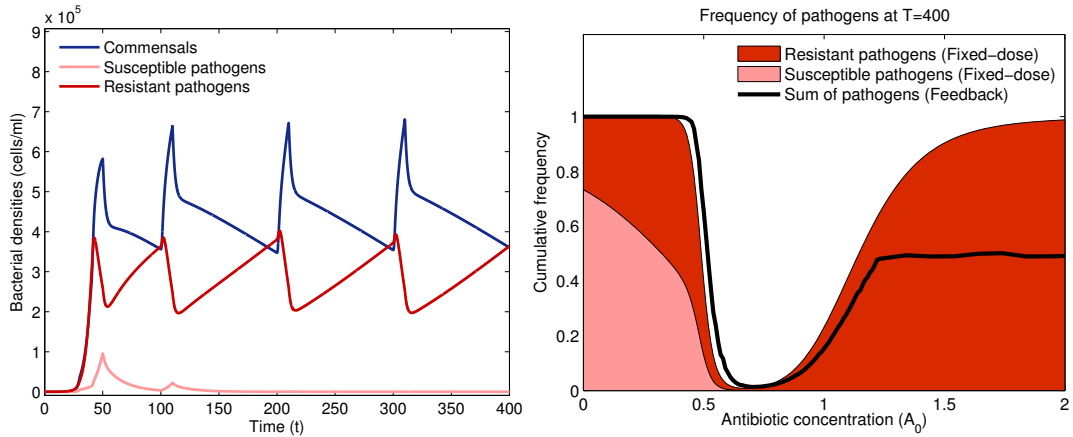 × 10⁵
9
8
7
6
5
4
3
2
1
0
Bacterial densities (cells/ml)
Commensals
Susceptible pathogens
Resistant pathogens
0 50 100 150 200 250 300 350 400
Time (t)
Frequency of pathogens at T=400
Resistant pathogens (Fixed−dose)
Susceptible pathogens (Fixed−dose)
Sum of pathogens (Feedback)
1
0.8
0.6
0.4
0.2
0
Cumulative frequency
0 0.5 1 1.5 2
Antibiotic concentration (A₀)